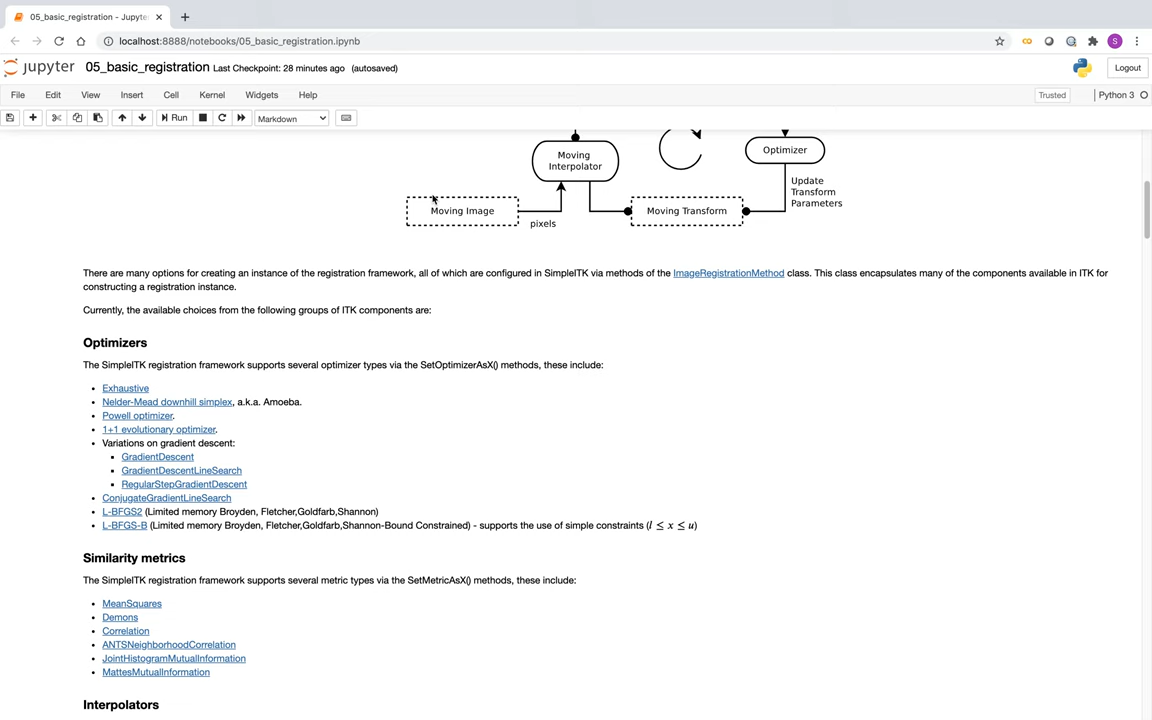 05_basic_registration - Jupyte
localhost:8888/notebooks/05_basic_registration.ipynb
S
jupyter 05_basic_registration Last Checkpoint: 28 minutes ago (autosaved)
Logout
File Edit View Insert Cell Kernel Widgets Help
Trusted
Python 3
Run
Markdown
Moving
Interpolator
Optimizer
Update
Transform
Parameters
Moving Image
pixels
Moving Transform
There are many options for creating an instance of the registration framework, all of which are configured in SimpleITK via methods of the ImageRegistrationMethod class. This class encapsulates many of the components available in ITK for
constructing a registration instance.
Currently, the available choices from the following groups of ITK components are:
Optimizers
The SimpleITK registration framework supports several optimizer types via the SetOptimizerAsX() methods, these include:
• Exhaustive
• Nelder-Mead downhill simplex, a.k.a. Amoeba.
• Powell optimizer.
• 1+1 evolutionary optimizer.
• Variations on gradient descent:
▪ GradientDescent
▪ GradientDescentLineSearch
▪ RegularStepGradientDescent
• ConjugateGradientLineSearch
• L-BFGS2 (Limited memory Broyden, Fletcher,Goldfarb,Shannon)
• L-BFGS-B (Limited memory Broyden, Fletcher,Goldfarb,Shannon-Bound Constrained) - supports the use of simple constraints (l ≤ x ≤ u)
Similarity metrics
The SimpleITK registration framework supports several metric types via the SetMetricAsX() methods, these include:
• MeanSquares
• Demons
• Correlation
• ANTSNeighborhoodCorrelation
• JointHistogramMutualInformation
• MattesMutualInformation
Interpolators